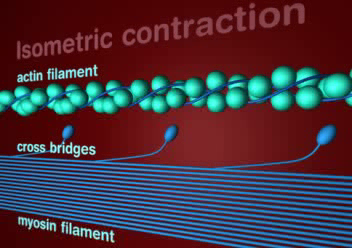 Isometric contraction
actin filament
cross bridges
myosin filament